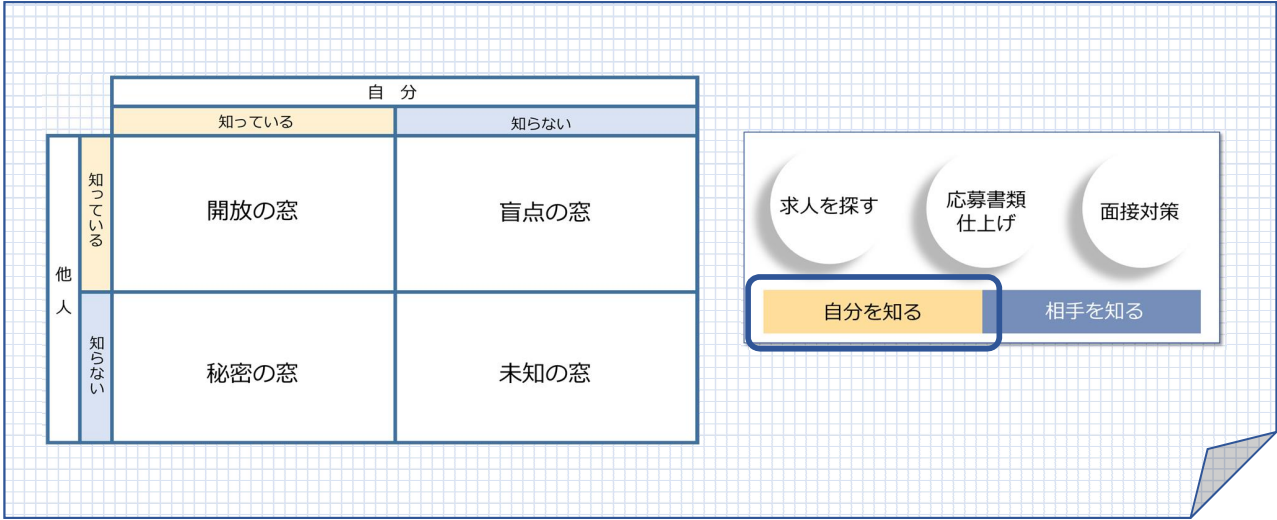 自 分
知っている
知らない
他人
知っている
開放の窓
盲点の窓
知らない
秘密の窓
未知の窓
求人を探す
応募書類
仕上げ
面接対策
自分を知る
相手を知る